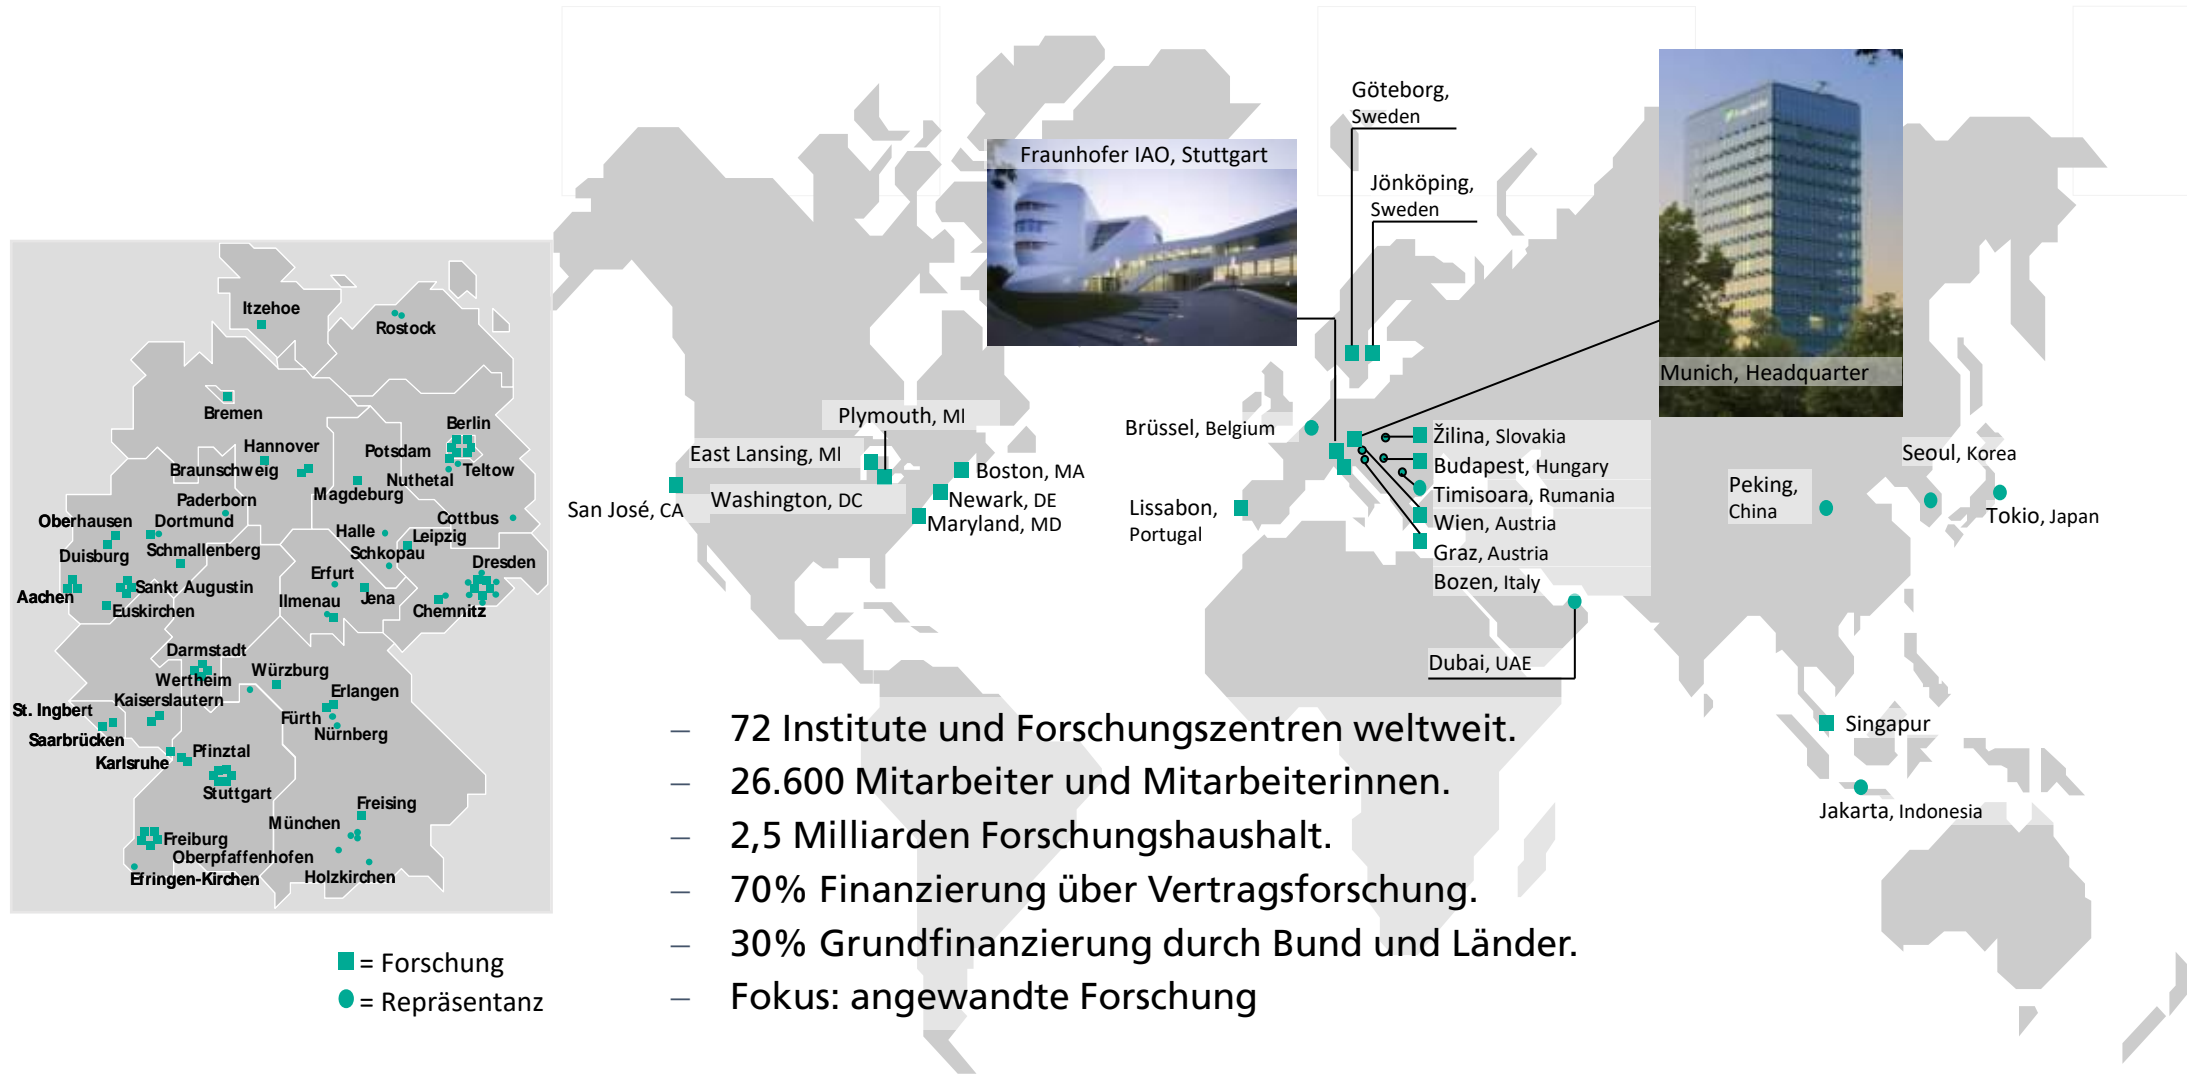 Göteborg,
Sweden
Fraunhofer IAO, Stuttgart
Jönköping,
Sweden
Munich, Headquarter
Itzehoe
Rostock
Bremen
Berlin
Hannover
Potsdam
Braunschweig
Teltow
Nuthetal
Magdeburg
Paderborn
Oberhausen
Dortmund
Cottbus
Halle
Leipzig
Duisburg
Schmallenberg
Schkopau
Dresden
Erfurt
Sankt Augustin
Aachen
Ilmenau
Jena
Euskirchen
Chemnitz
Darmstadt
Würzburg
Wertheim
Erlangen
Kaiserslautern
St. Ingbert
Fürth
Nürnberg
Saarbrücken
Pfinztal
Karlsruhe
Stuttgart
Freising
München
Freiburg
Oberpfaffenhofen
Efringen-Kirchen
Holzkirchen
= Forschung
= Repräsentanz
Plymouth, MI
East Lansing, MI
Boston, MA
San José, CA
Washington, DC
Newark, DE
Maryland, MD
Brüssel, Belgium
Lissabon,
Portugal
Žilina, Slovakia
Budapest, Hungary
Timisoara, Rumania
Wien, Austria
Graz, Austria
Bozen, Italy
Dubai, UAE
Peking,
China
Seoul, Korea
Tokio, Japan
Singapur
Jakarta, Indonesia
– 72 Institute und Forschungszentren weltweit.
– 26.600 Mitarbeiter und Mitarbeiterinnen.
– 2,5 Milliarden Forschungshaushalt.
– 70% Finanzierung über Vertragsforschung.
– 30% Grundfinanzierung durch Bund und Länder.
– Fokus: angewandte Forschung